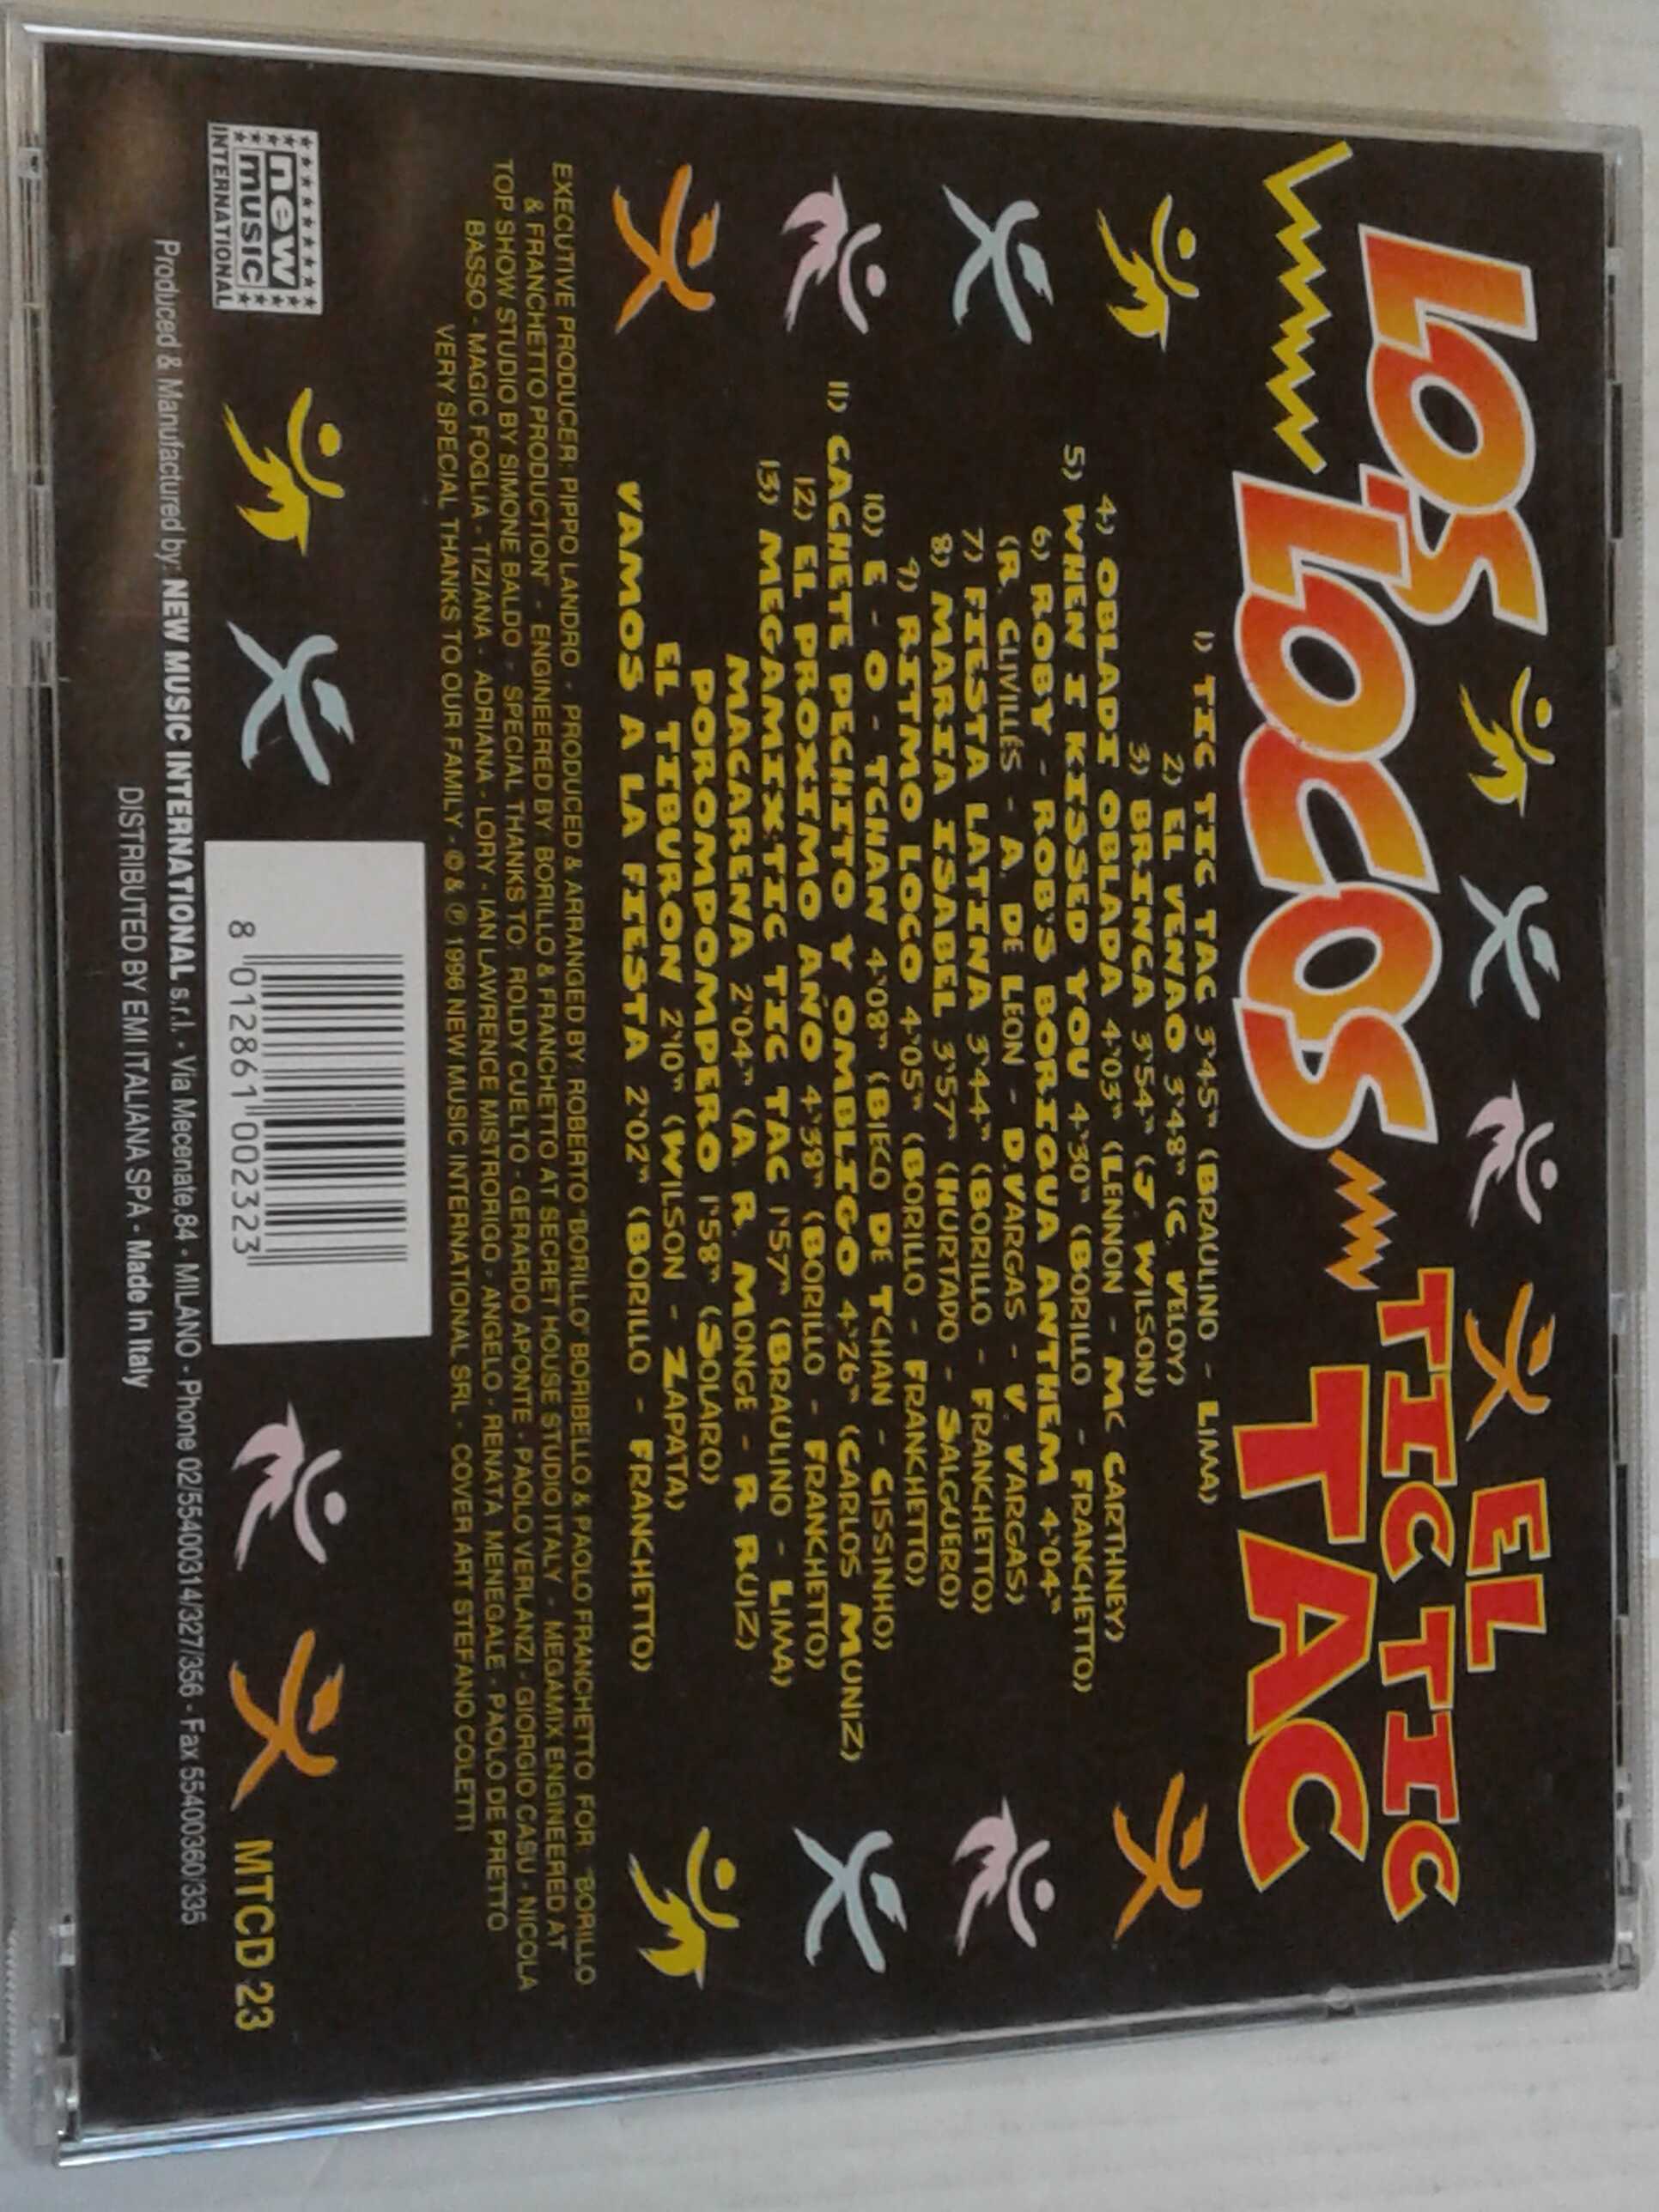 LOS LOCOS
EL
TIC TIC
TAC
1) TIC TIC TAC 3'45" (BRAULINO - LIMA)
2) EL VENAO 3'48" (C. VELOY)
3) BRINCA 3'54" (J. WILSON)
4) OBLADI OBLADA 4'03" (LENNON - MC CARTHNEY)
5) WHEN I KISSED YOU 4'30" (BORILLO - FRANCHETTO)
6) ROBY - ROB'S BORIQUA ANTHEM 4'04"
(R. CLIVILLÈS - A. DE LEON - D.VARGAS - V. VARGAS)
7) FIESTA LATINA 3'44" (BORILLO - FRANCHETTO)
8) MARIA ISABEL 3'57" (HURTADO - SALGUERO)
9) RITMO LOCO 4'05" (BORILLO - FRANCHETTO)
10) E - O - TCHAN 4'08" (BIECO DE TCHAN - CISSINHO)
11) CACHETE PECHITO Y OMBLIGO 4'26" (CARLOS MUNIZ)
12) EL PROXIMO AÑO 4'38" (BORILLO - FRANCHETTO)
13) MEGAMIX:TIC TIC TAC 1'57" (BRAULINO - LIMA)
MACARENA 2'04" (A. R. MONGE - R RUIZ)
POROMPOMPERO 1'58" (SOLARO)
EL TIBURON 2'10" (WILSON - ZAPATA)
VAMOS A LA FIESTA 2'02" (BORILLO - FRANCHETTO)
EXECUTIVE PRODUCER: PIPPO LANDRO - PRODUCED & ARRANGED BY: ROBERTO "BORILLO" BORIBELLO & PAOLO FRANCHETTO FOR: "BORILLO
& FRANCHETTO PRODUCTION" - ENGINEERED BY BORILLO & FRANCHETTO AT SECRET HOUSE STUDIO ITALY - MEGAMIX ENGINEERED AT
TOP SHOW STUDIO BY SIMONE BALDO - SPECIAL THANKS TO: ROLDY CUELTO - GERARDO APONTE - PAOLO VERLANZI - GIORGIO CASU - NICOLA
BASSO - MAGIC FOGLIA - TIZIANA - ADRIANA - LORY - IAN LAWRENCE MISTRORIGO - ANGELO - RENATA MENEGALE - PAOLO DE PRETTO
VERY SPECIAL THANKS TO OUR FAMILY - © & ℗ 1996 NEW MUSIC INTERNATIONAL SRL - COVER ART STEFANO COLETTI
new
music
INTERNATIONAL
8 012861 002323
MTCD 23
Produced & Manufactured by: NEW MUSIC INTERNATIONAL s.r.l. - Via Mecenate,84 - MILANO - Phone 02/55400314/327/356 - Fax 55400360/335
DISTRIBUTED BY EMI ITALIANA SPA - Made in Italy